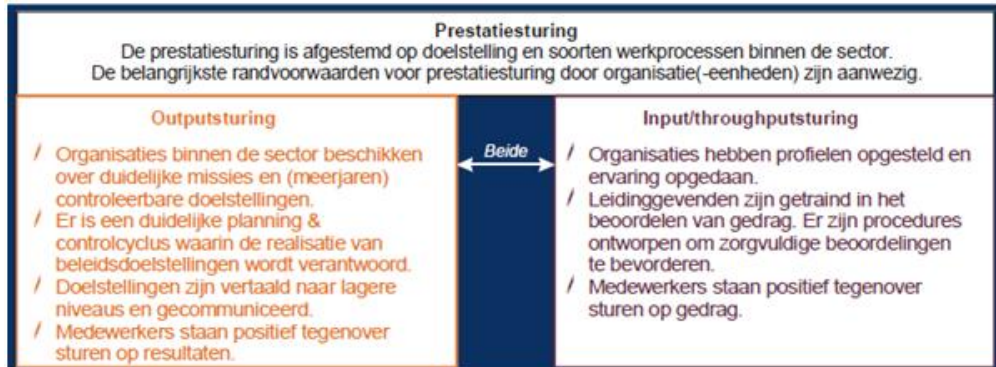 Prestatiesturing
De prestatiesturing is afgestemd op doelstelling en soorten werkprocessen binnen de sector.
De belangrijkste randvoorwaarden voor prestatiesturing door organisatie(-eenheden) zijn aanwezig.
Outputsturing
/ Organisaties binnen de sector beschikken
over duidelijke missies en (meerjaren)
controleerbare doelstellingen.
/ Er is een duidelijke planning &
controlcyclus waarin de realisatie van
beleidsdoelstellingen wordt verantwoord.
/ Doelstellingen zijn vertaald naar lagere
niveaus en gecommuniceerd.
/ Medewerkers staan positief tegenover
sturen op resultaten.
Beide
Input/throughputsturing
/ Organisaties hebben profielen opgesteld en
ervaring opgedaan.
/ Leidinggevenden zijn getraind in het
beoordelen van gedrag. Er zijn procedures
ontworpen om zorgvuldige beoordelingen
te bevorderen.
/ Medewerkers staan positief tegenover
sturen op gedrag.